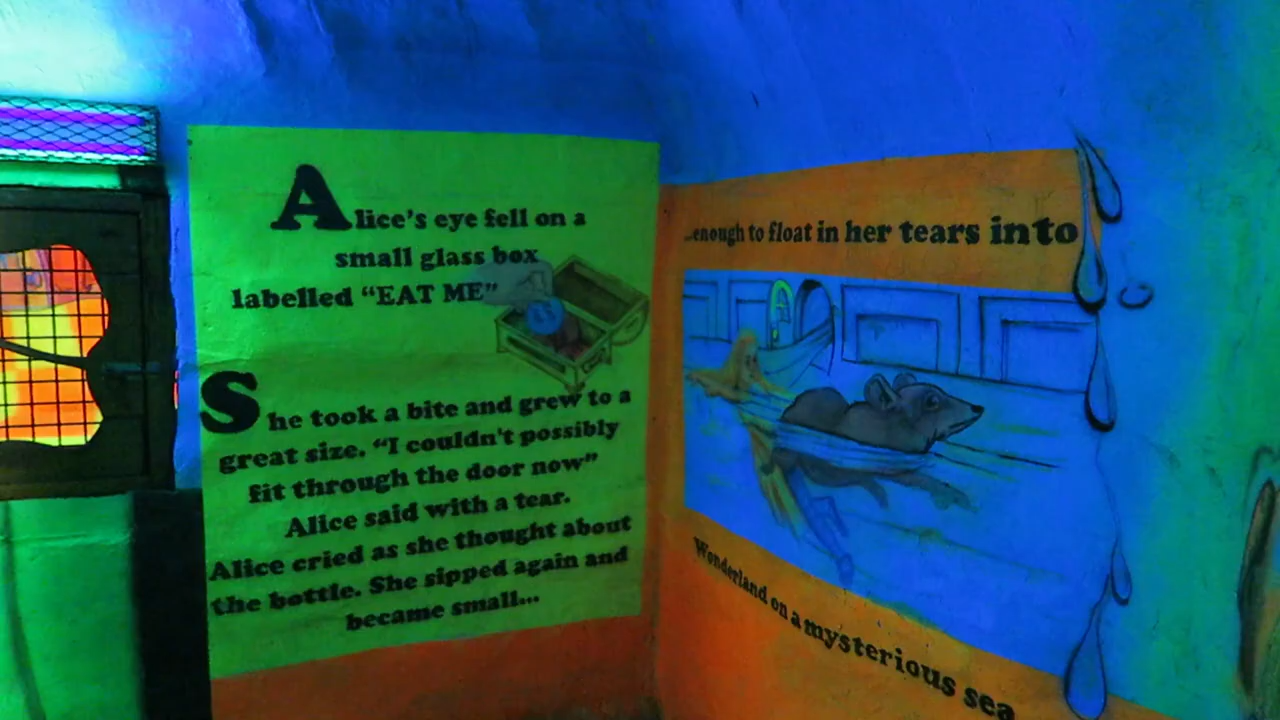 Alice's eye fell on a
small glass box
labelled "EAT ME"
She took a bite and grew to a
great size. "I couldn't possibly
fit through the door now"
Alice said with a tear.
Alice cried as she thought about
the bottle. She sipped again and
became small...
...enough to float in her tears into
Wonderland on a mysterious sea